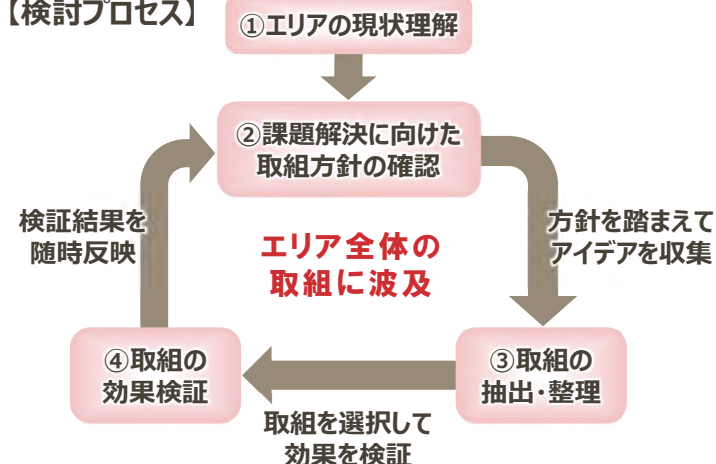 【検討プロセス】
①エリアの現状理解
②課題解決に向けた
取組方針の確認
方針を踏まえて
アイデアを収集
③取組の
抽出・整理
取組を選択して
効果を検証
④取組の
効果検証
検証結果を
随時反映
エリア全体の
取組に波及